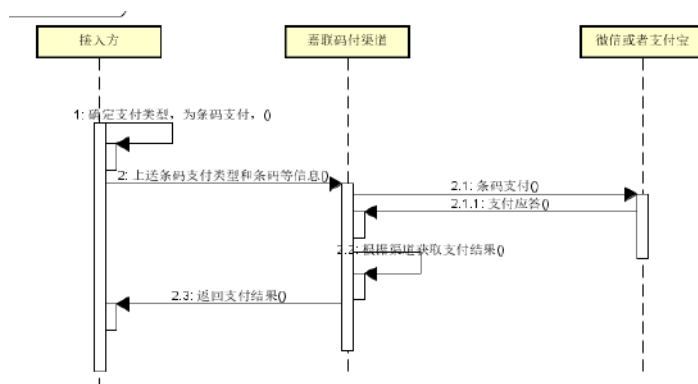 接入方
嘉联码付渠道
微信或者支付宝
1: 确定支付类型，为条码支付，()
2: 上送条码支付类型和条码等信息()
2.1: 条码支付()
2.1.1: 支付应答()
2.2: 根据渠道获取支付结果()
2.3: 返回支付结果()